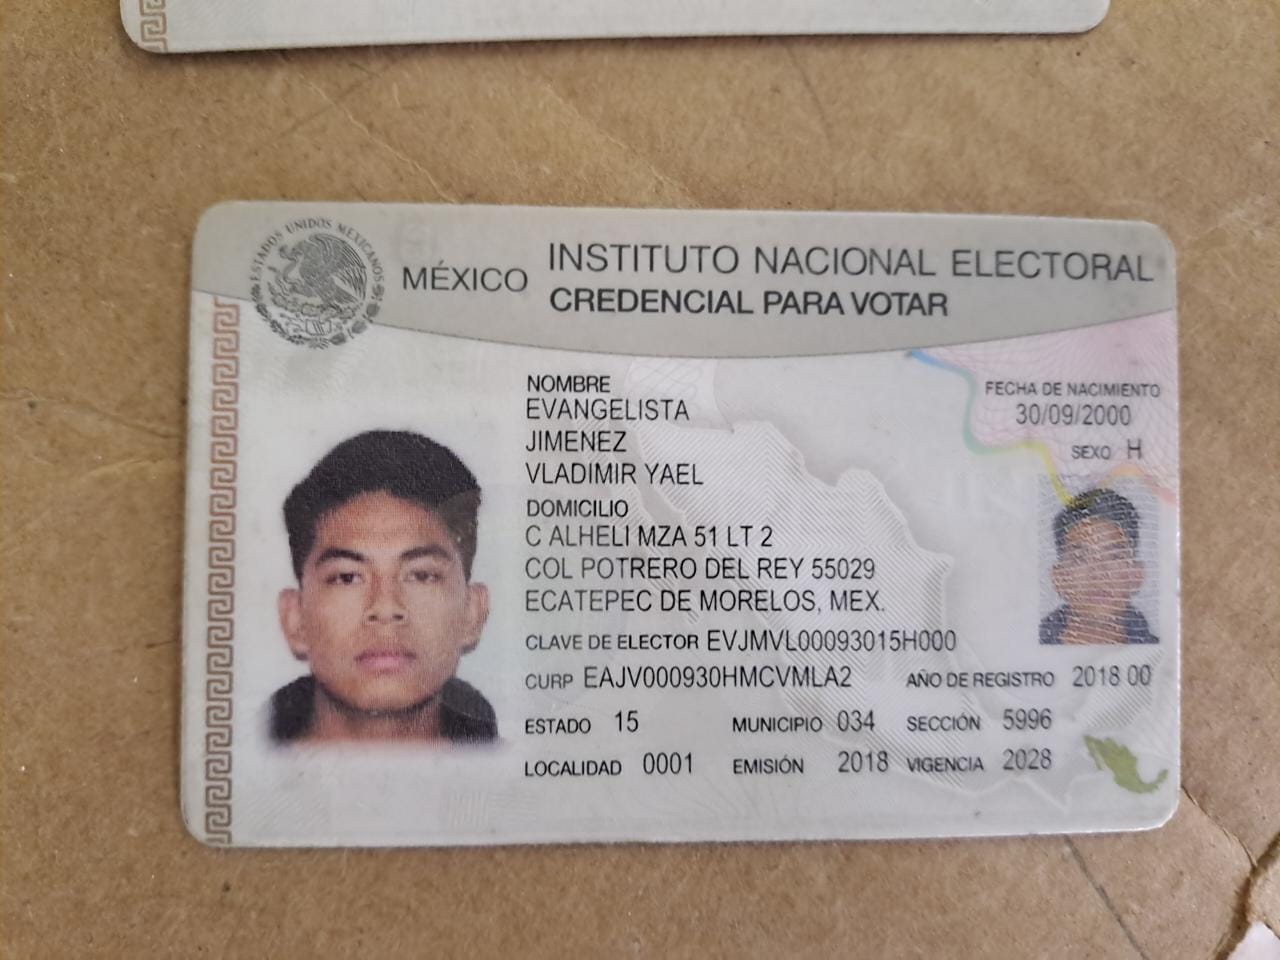 ESTADOS UNIDOS MEXICANOS
MÉXICO
INSTITUTO NACIONAL ELECTORAL
CREDENCIAL PARA VOTAR
NOMBRE
EVANGELISTA
JIMENEZ
VLADIMIR YAEL
FECHA DE NACIMIENTO
30/09/2000
SEXO H
DOMICILIO
C ALHELI MZA 51 LT 2
COL POTRERO DEL REY 55029
ECATEPEC DE MORELOS, MEX.
CLAVE DE ELECTOR EVJMVL00093015H000
CURP EAJV000930HMCVMLA2 AÑO DE REGISTRO 2018 00
ESTADO 15 MUNICIPIO 034 SECCIÓN 5996
LOCALIDAD 0001 EMISIÓN 2018 VIGENCIA 2028